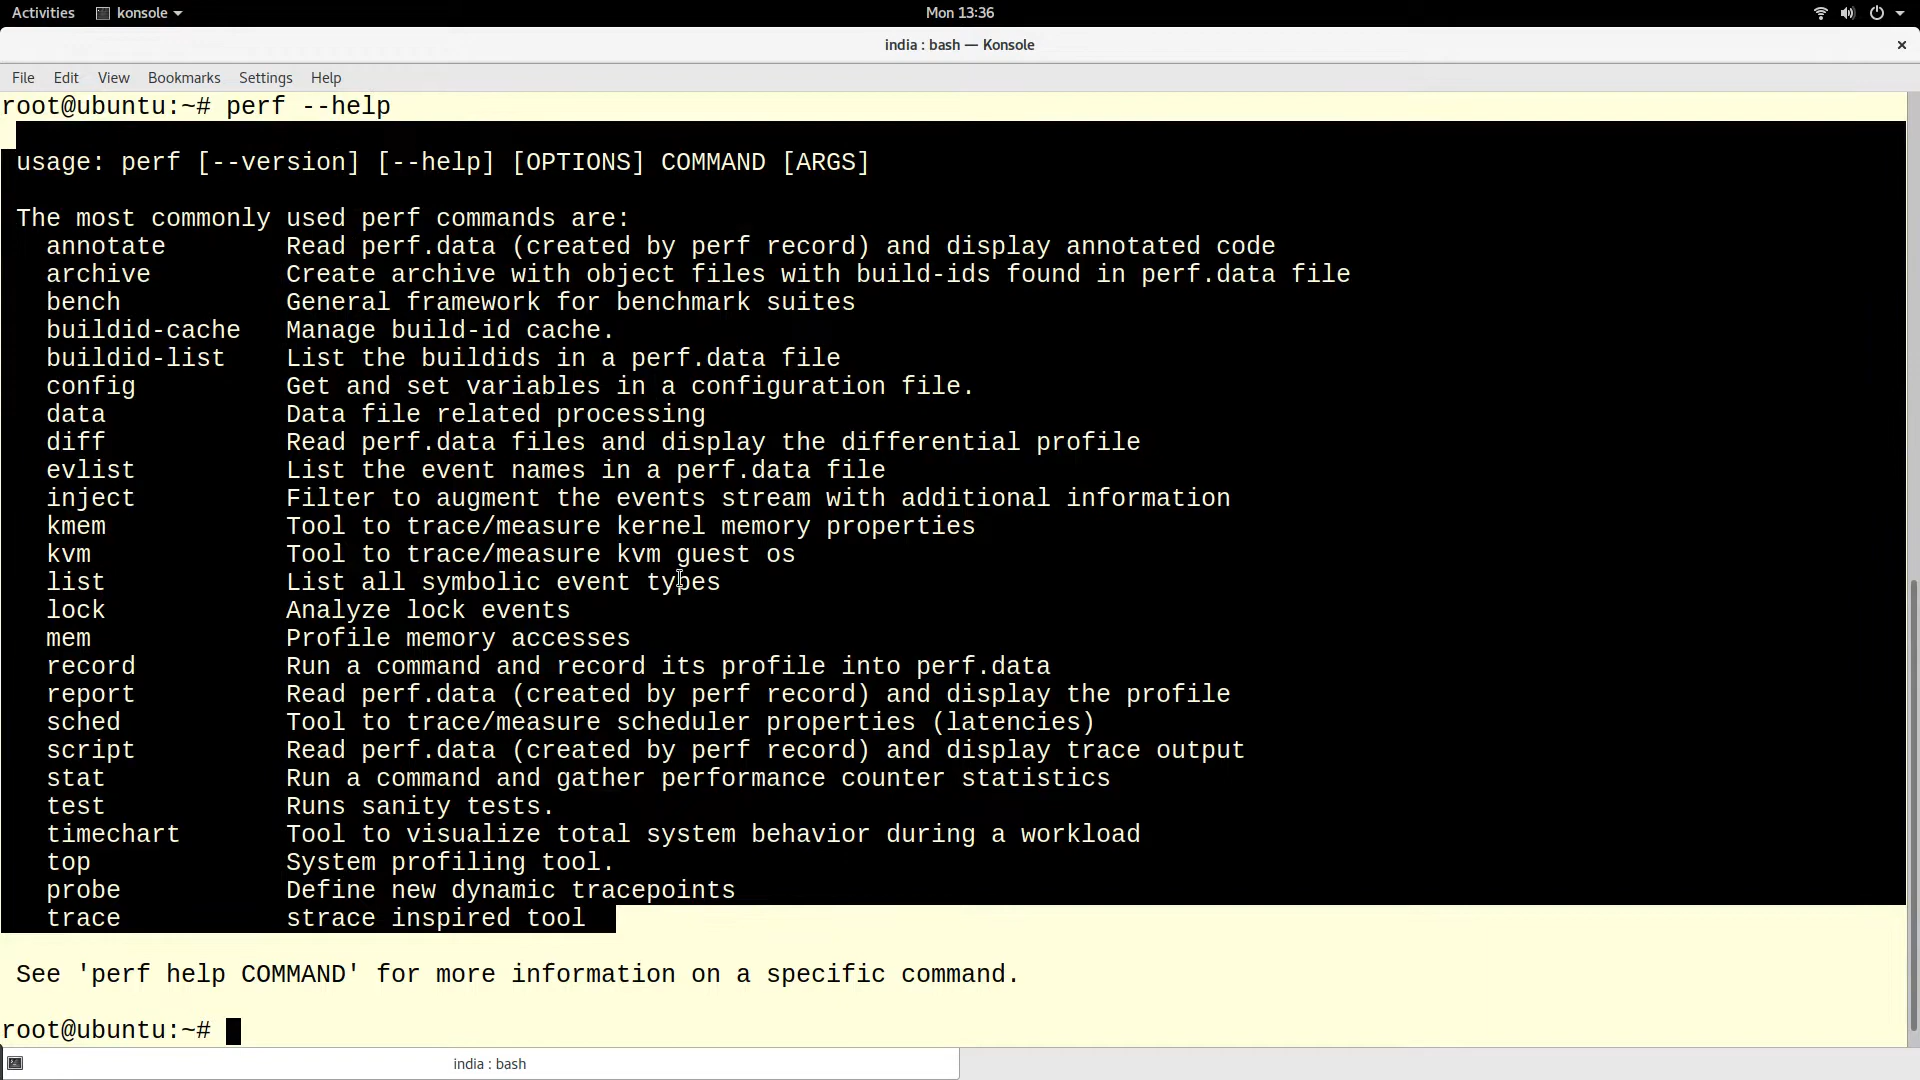 Activities konsole Mon 13:36
india : bash — Konsole
File Edit View Bookmarks Settings Help
root@ubuntu:~# perf --help
usage: perf [--version] [--help] [OPTIONS] COMMAND [ARGS]
The most commonly used perf commands are:
annotate Read perf.data (created by perf record) and display annotated code
archive Create archive with object files with build-ids found in perf.data file
bench General framework for benchmark suites
buildid-cache Manage build-id cache.
buildid-list List the buildids in a perf.data file
config Get and set variables in a configuration file.
data Data file related processing
diff Read perf.data files and display the differential profile
evlist List the event names in a perf.data file
inject Filter to augment the events stream with additional information
kmem Tool to trace/measure kernel memory properties
kvm Tool to trace/measure kvm guest os
list List all symbolic event types
lock Analyze lock events
mem Profile memory accesses
record Run a command and record its profile into perf.data
report Read perf.data (created by perf record) and display the profile
sched Tool to trace/measure scheduler properties (latencies)
script Read perf.data (created by perf record) and display trace output
stat Run a command and gather performance counter statistics
test Runs sanity tests.
timechart Tool to visualize total system behavior during a workload
top System profiling tool.
probe Define new dynamic tracepoints
trace strace inspired tool
See 'perf help COMMAND' for more information on a specific command.
root@ubuntu:~#
india : bash